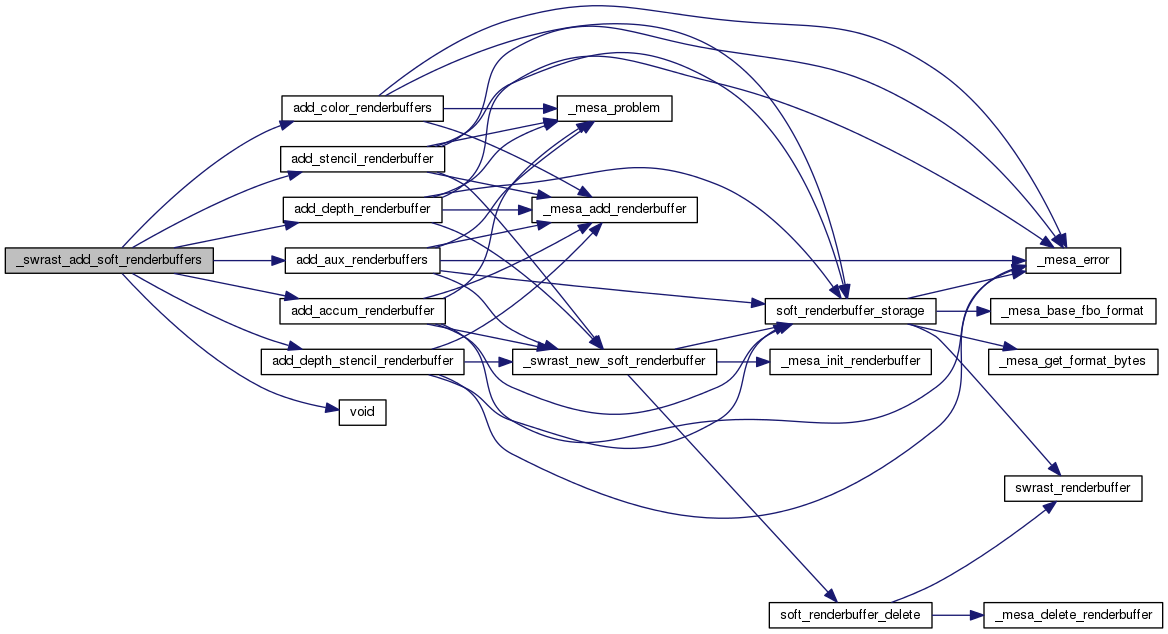 _swrast_add_soft_renderbuffers
add_color_renderbuffers
add_stencil_renderbuffer
add_depth_renderbuffer
add_aux_renderbuffers
add_accum_renderbuffer
add_depth_stencil_renderbuffer
void
_mesa_problem
_mesa_add_renderbuffer
_swrast_new_soft_renderbuffer
soft_renderbuffer_storage
_mesa_init_renderbuffer
soft_renderbuffer_delete
_mesa_error
_mesa_base_fbo_format
_mesa_get_format_bytes
swrast_renderbuffer
_mesa_delete_renderbuffer